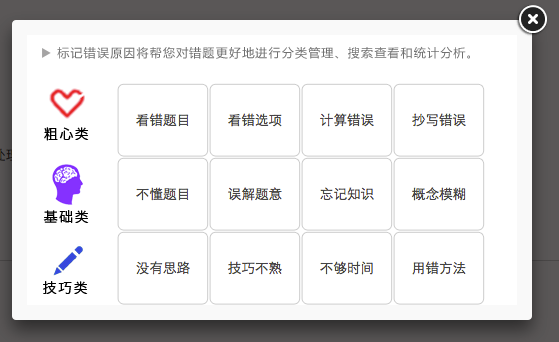 ▶ 标记错误原因将帮您对错题更好地进行分类管理、搜索查看和统计分析。
粗心类 看错题目 看错选项 计算错误 抄写错误
基础类 不懂题目 误解题意 忘记知识 概念模糊
技巧类 没有思路 技巧不熟 不够时间 用错方法